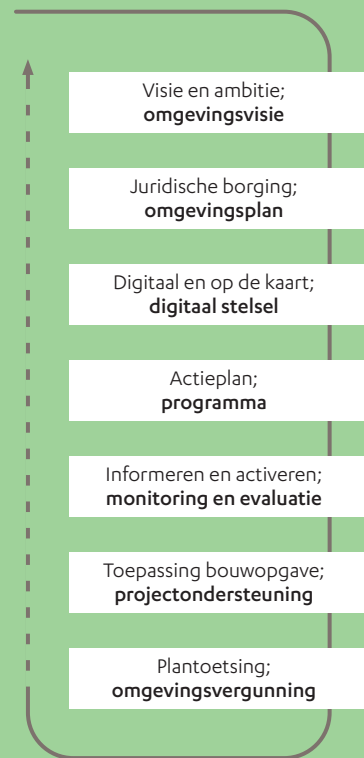 Visie en ambitie;
omgevingsvisie
Juridische borging;
omgevingsplan
Digitaal en op de kaart;
digitaal stelsel
Actieplan;
programma
Informeren en activeren;
monitoring en evaluatie
Toepassing bouwopgave;
projectondersteuning
Plantoetsing;
omgevingsvergunning